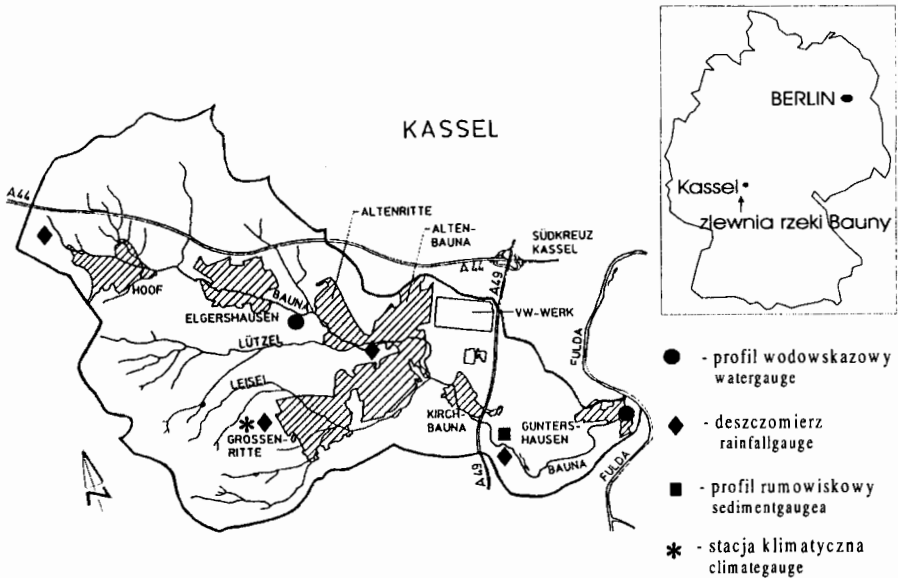 KASSEL
A44
ALTENRITTE
ALTEN-
BAUNA
SÜDKREUZ
KASSEL
A 44
A49
HOOF
BAUNA
ELGERSHAUSEN
VW-WERK
LÜTZEL
LEISEL
FULDA
KIRCH-
BAUNA
GROSSEN-
RITTE
GUNTERS-
HAUSEN
BAUNA
A49
FULDA
N
BERLIN
Kassel
zlewnia rzeki Bauny
- profil wodowskazowy
watergauge
- deszczomierz
rainfallgauge
- profil rumowiskowy
sedimentgaugea
- stacja klimatyczna
climategauge